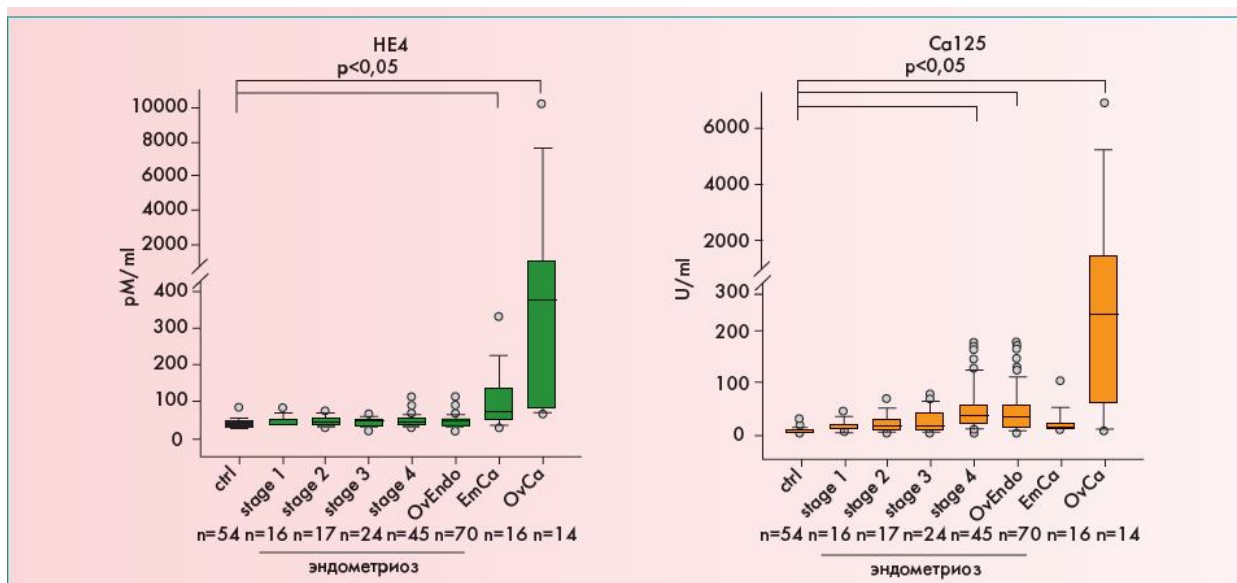 HE4
p<0,05
pM/ml
10000
8000
6000
4000
2000
400
300
200
100
0
ctrl
stage 1
stage 2
stage 3
stage 4
OvEndo
EmCa
OvCa
n=54 n=16 n=17 n=24 n=45 n=70 n=16 n=14
эндометриоз
Ca125
p<0,05
U/ml
6000
4000
2000
300
200
100
0
ctrl
stage 1
stage 2
stage 3
stage 4
OvEndo
EmCa
OvCa
n=54 n=16 n=17 n=24 n=45 n=70 n=16 n=14
эндометриоз